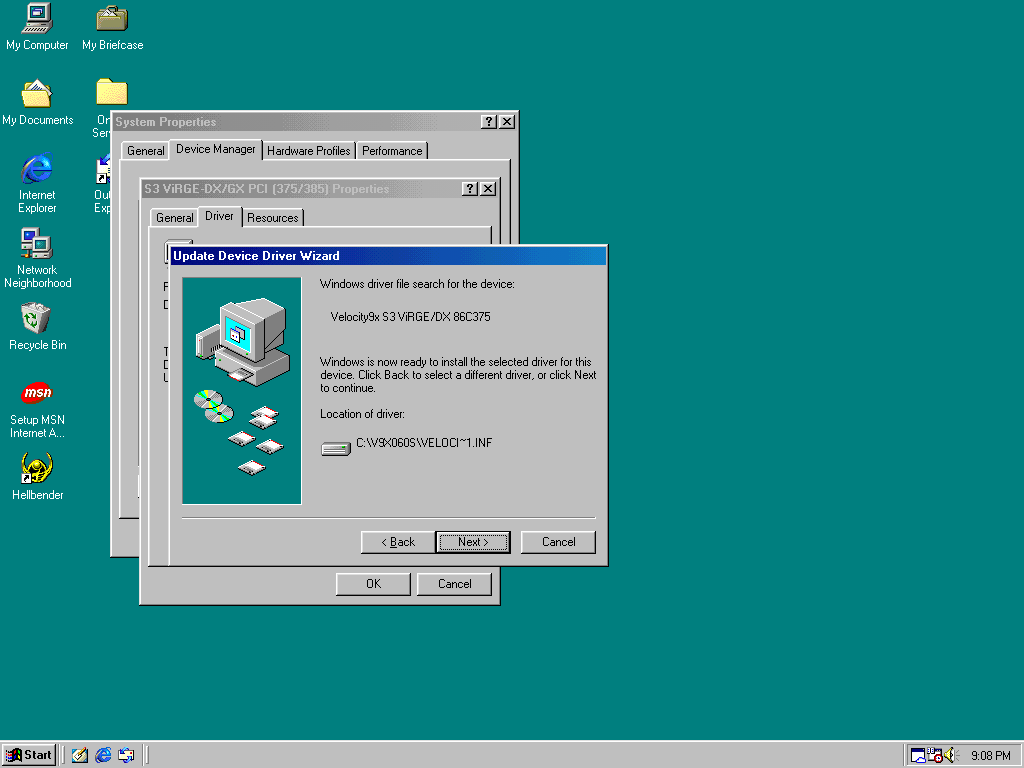 My Computer
My Briefcase
My Documents
Internet
Explorer
Network
Neighborhood
Recycle Bin
msn
Setup MSN
Internet A...
Hellbender
System Properties
General
Device Manager
Hardware Profiles
Performance
S3 ViRGE-DX/GX PCI (375/385) Properties
General
Driver
Resources
Update Device Driver Wizard
Windows driver file search for the device:
Velocity9x S3 ViRGE/DX 86C375
Windows is now ready to install the selected driver for this
device. Click Back to select a different driver, or click Next
to continue.
Location of driver:
C:\V9X060S\VELOCI~1.INF
< Back
Next >
Cancel
OK
Cancel
Start
9:08 PM